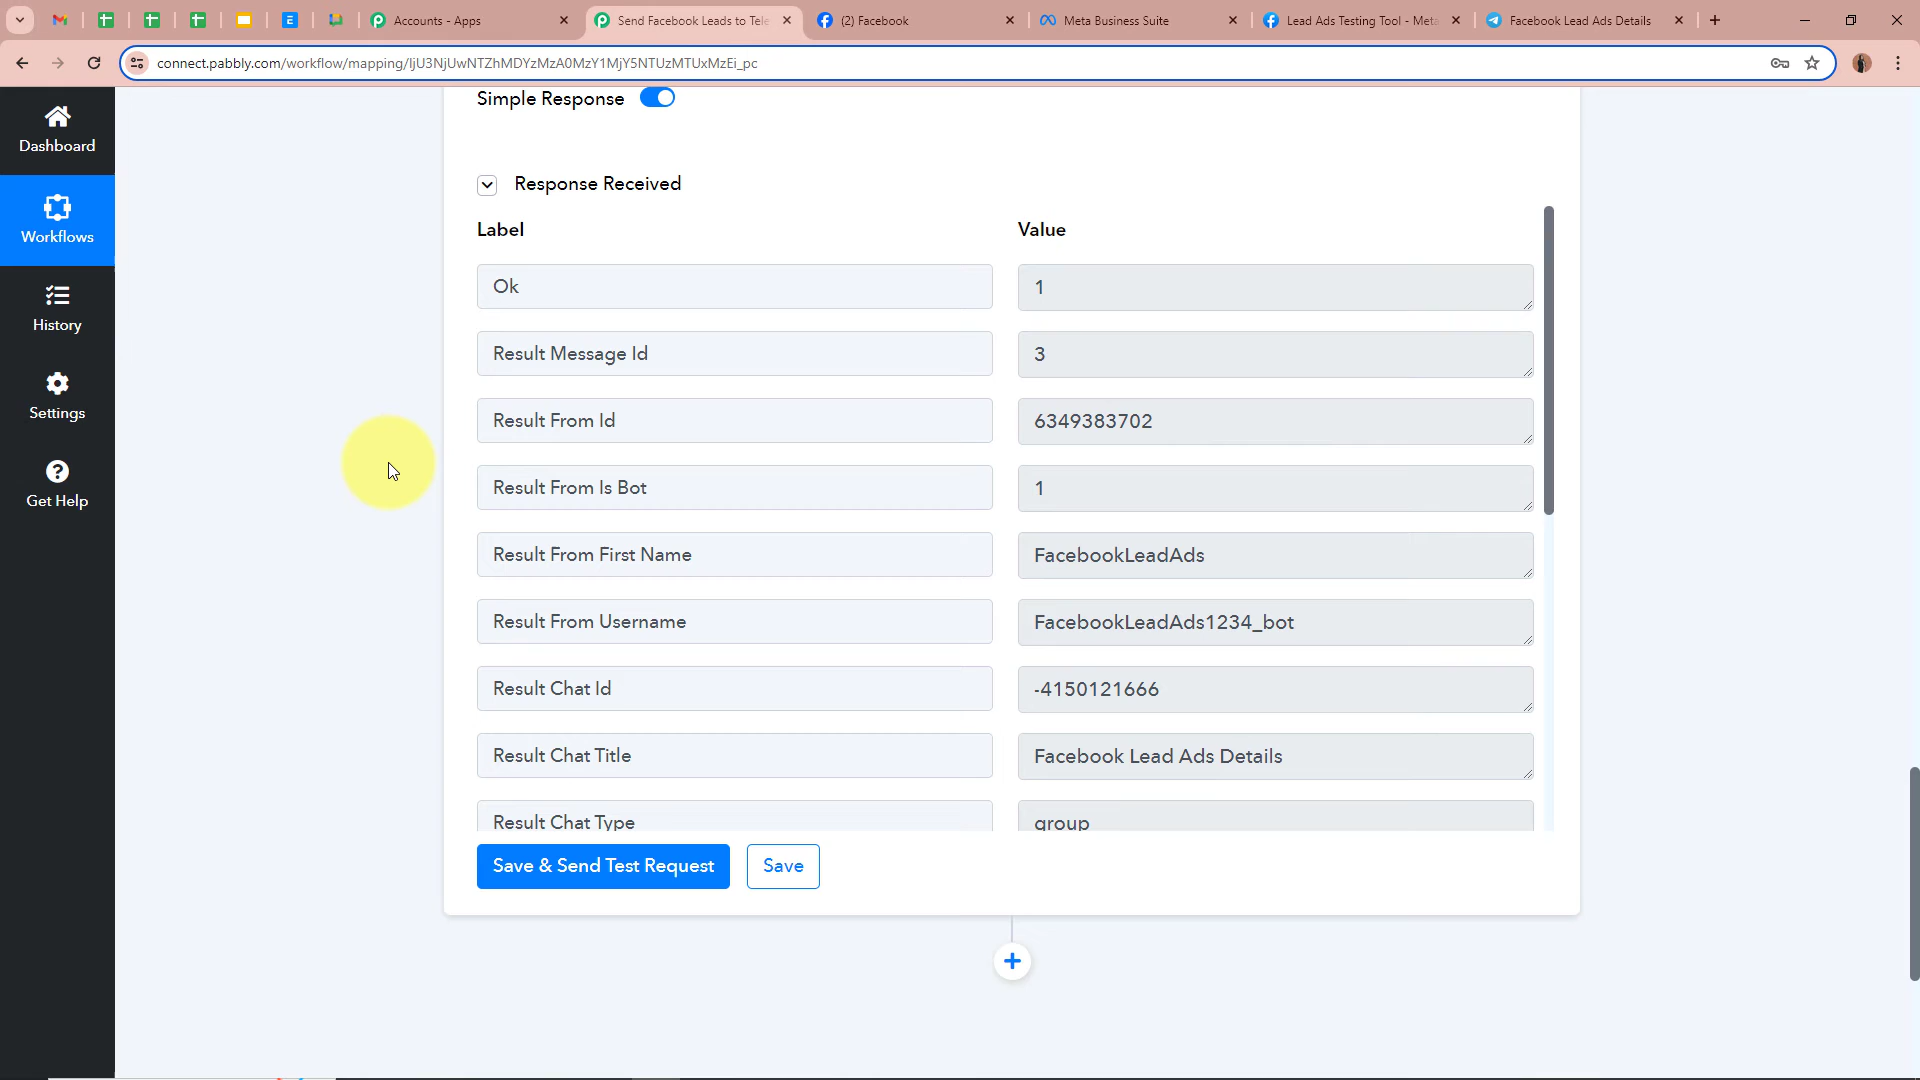 Accounts - Apps
Send Facebook Leads to Tele
(2) Facebook
Meta Business Suite
Lead Ads Testing Tool - Meta
Facebook Lead Ads Details
connect.pabbly.com/workflow/mapping/IjU3NjUwNTZhMDYzMzA0MzY1MjY5NTUzMTUxMzEi_pc
Dashboard
Workflows
History
Settings
Get Help
Simple Response
Response Received
Label Value
Ok 1
Result Message Id 3
Result From Id 6349383702
Result From Is Bot 1
Result From First Name FacebookLeadAds
Result From Username FacebookLeadAds1234_bot
Result Chat Id -4150121666
Result Chat Title Facebook Lead Ads Details
Result Chat Type group
Save & Send Test Request Save